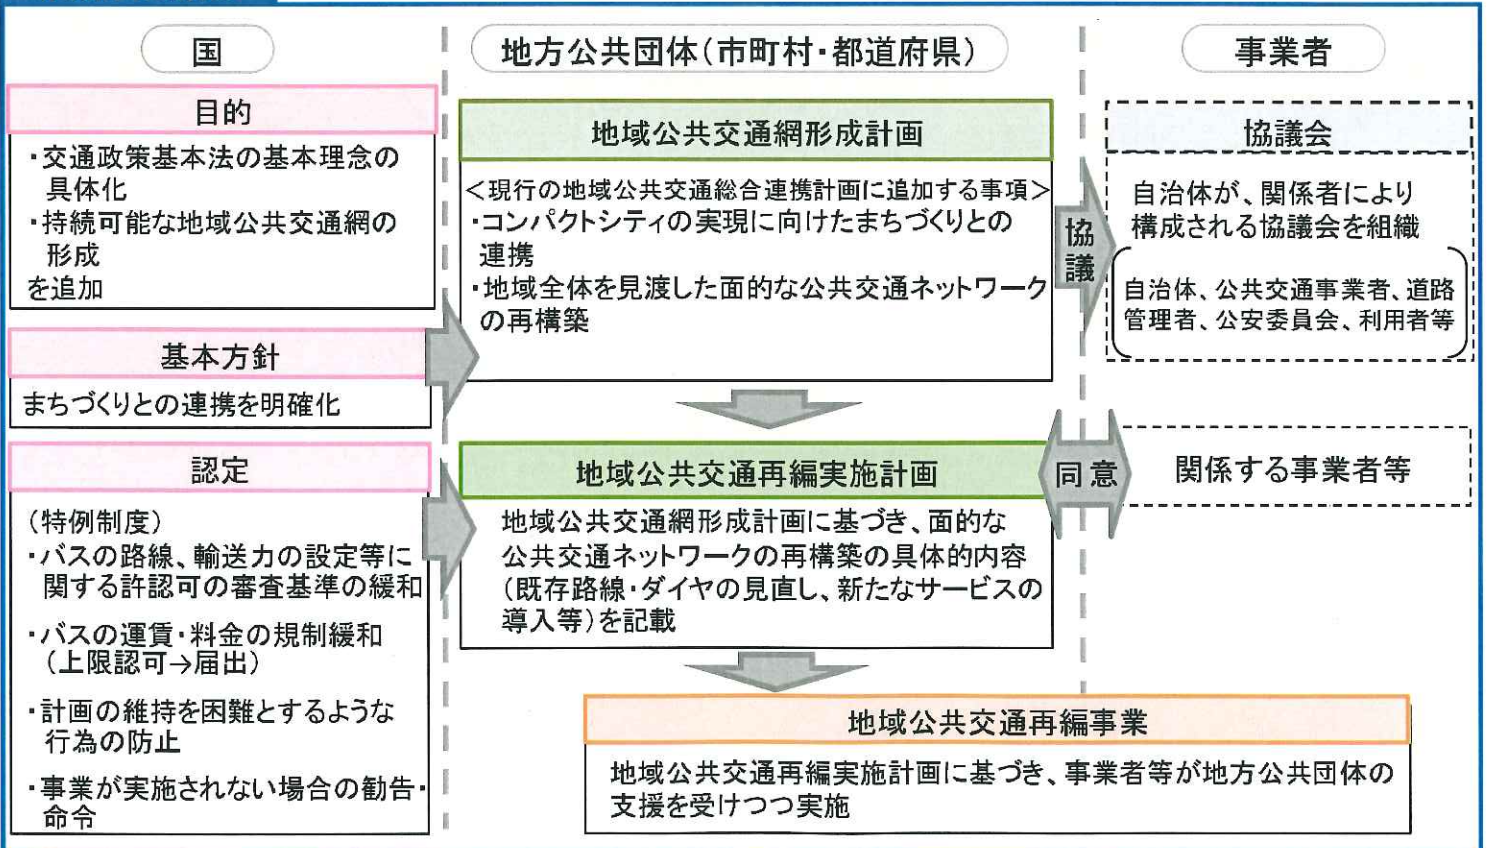 国
目的
・交通政策基本法の基本理念の
具体化
・持続可能な地域公共交通網の
形成
を追加
基本方針
まちづくりとの連携を明確化
認定
(特例制度)
・バスの路線、輸送力の設定等に
関する許認可の審査基準の緩和
・バスの運賃・料金の規制緩和
(上限認可→届出)
・計画の維持を困難とするような
行為の防止
・事業が実施されない場合の勧告・
命令
地方公共団体(市町村・都道府県)
地域公共交通網形成計画
<現行の地域公共交通総合連携計画に追加する事項>
・コンパクトシティの実現に向けたまちづくりとの
連携
・地域全体を見渡した面的な公共交通ネットワーク
の再構築
地域公共交通再編実施計画
地域公共交通網形成計画に基づき、面的な
公共交通ネットワークの再構築の具体的内容
(既存路線・ダイヤの見直し、新たなサービスの
導入等)を記載
協議
同意
事業者
協議会
自治体が、関係者により
構成される協議会を組織
自治体、公共交通事業者、道路
管理者、公安委員会、利用者等
関係する事業者等
地域公共交通再編事業
地域公共交通再編実施計画に基づき、事業者等が地方公共団体の
支援を受けつつ実施